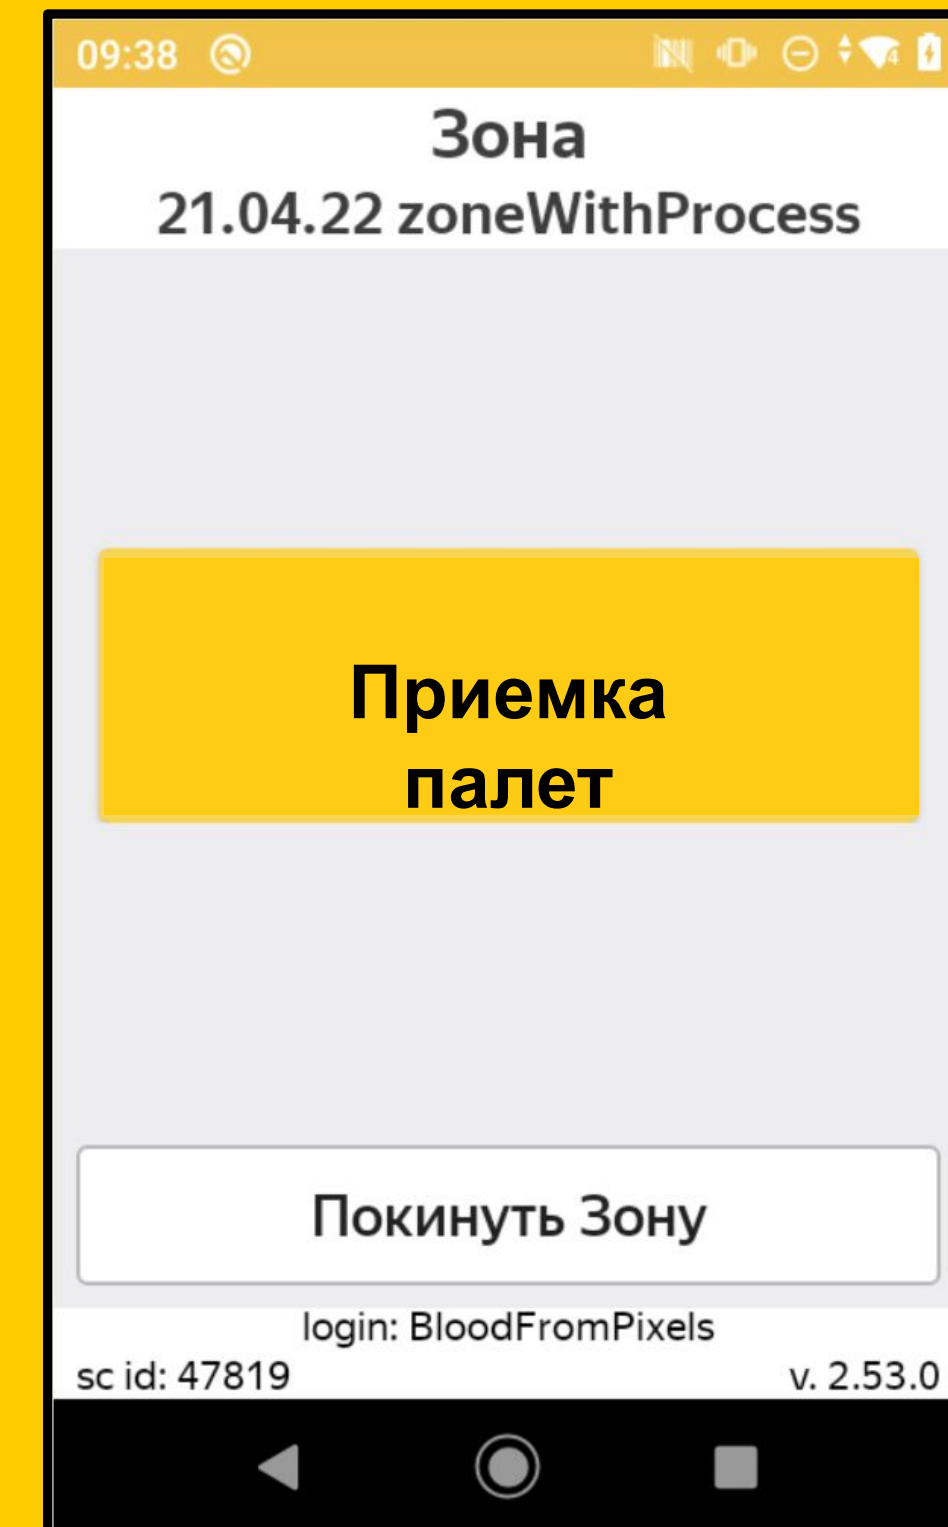 09:38
Зона
21.04.22 zoneWithProcess
Приемка
палет
Покинуть Зону
login: BloodFromPixels
sc id: 47819 v. 2.53.0